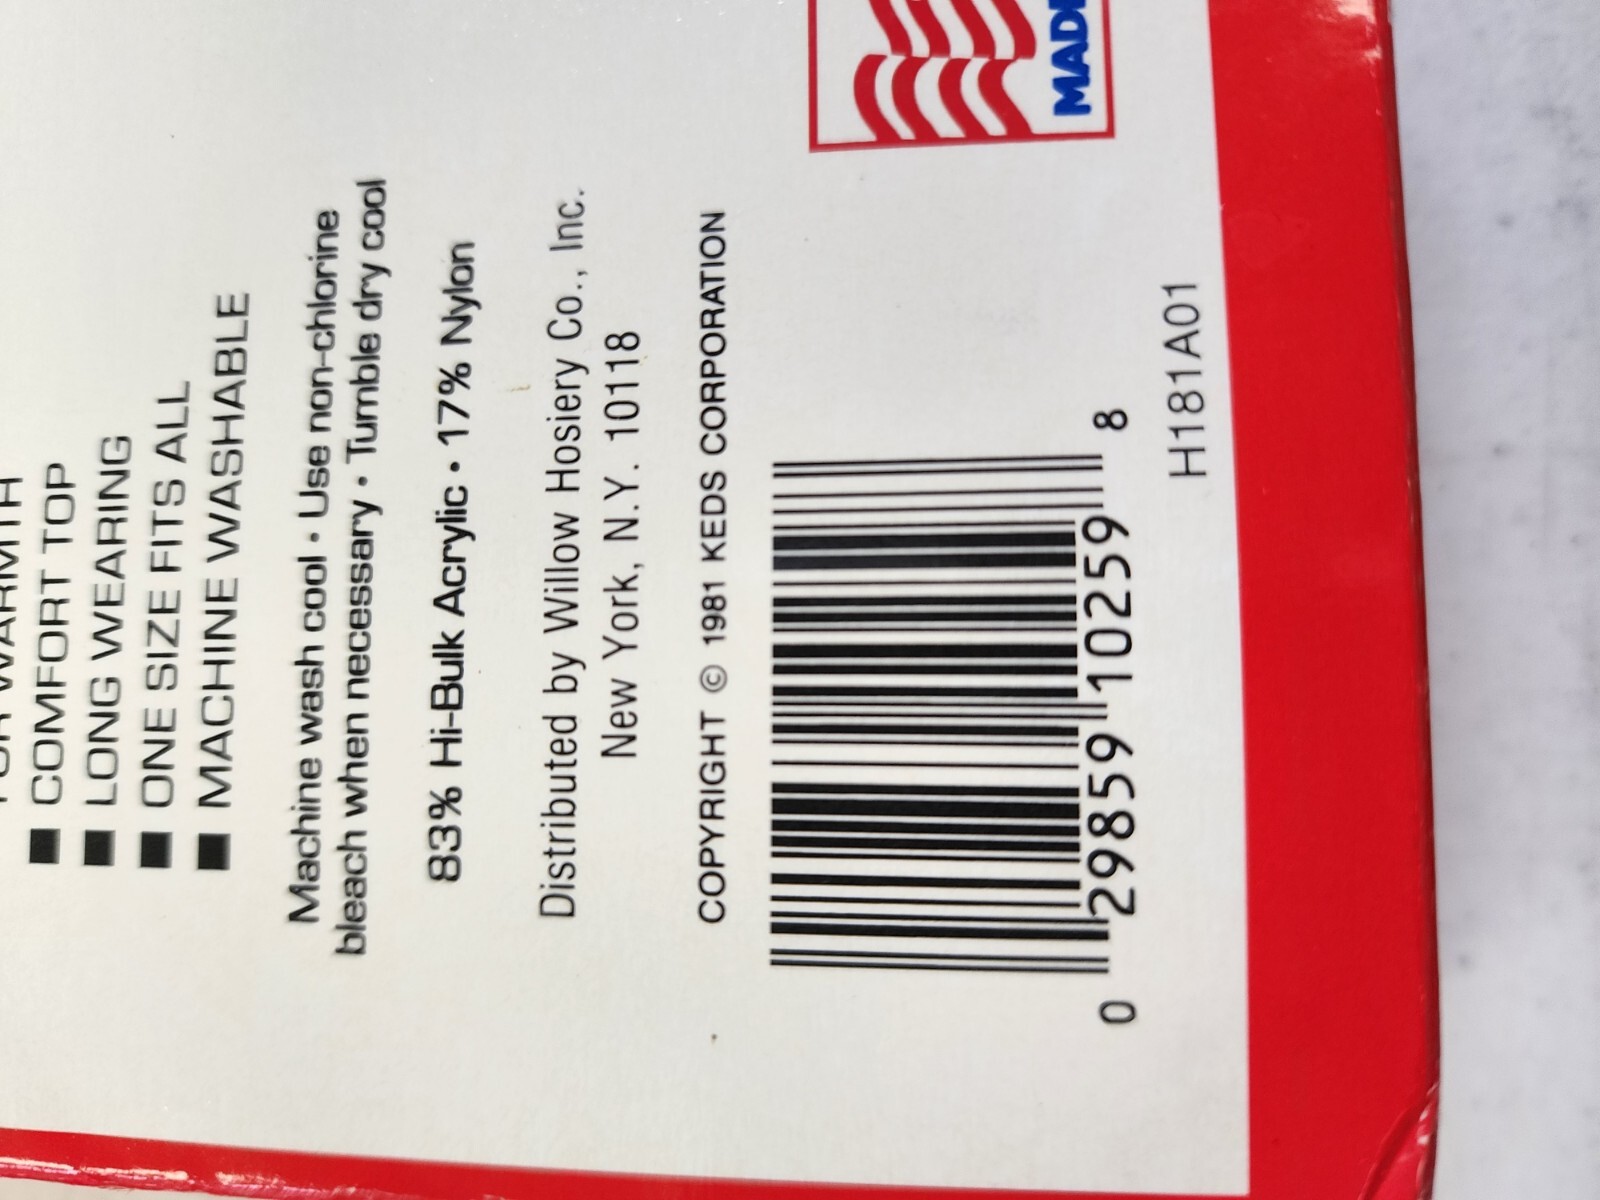 COMFORT TOP
LONG WEARING
ONE SIZE FITS ALL
MACHINE WASHABLE
Machine wash cool • Use non-chlorine
bleach when necessary • Tumble dry cool
83% Hi-Bulk Acrylic • 17% Nylon
Distributed by Willow Hosiery Co., Inc.
New York, N.Y. 10118
COPYRIGHT © 1981 KEDS CORPORATION
0 29859 10259 8
H181A01